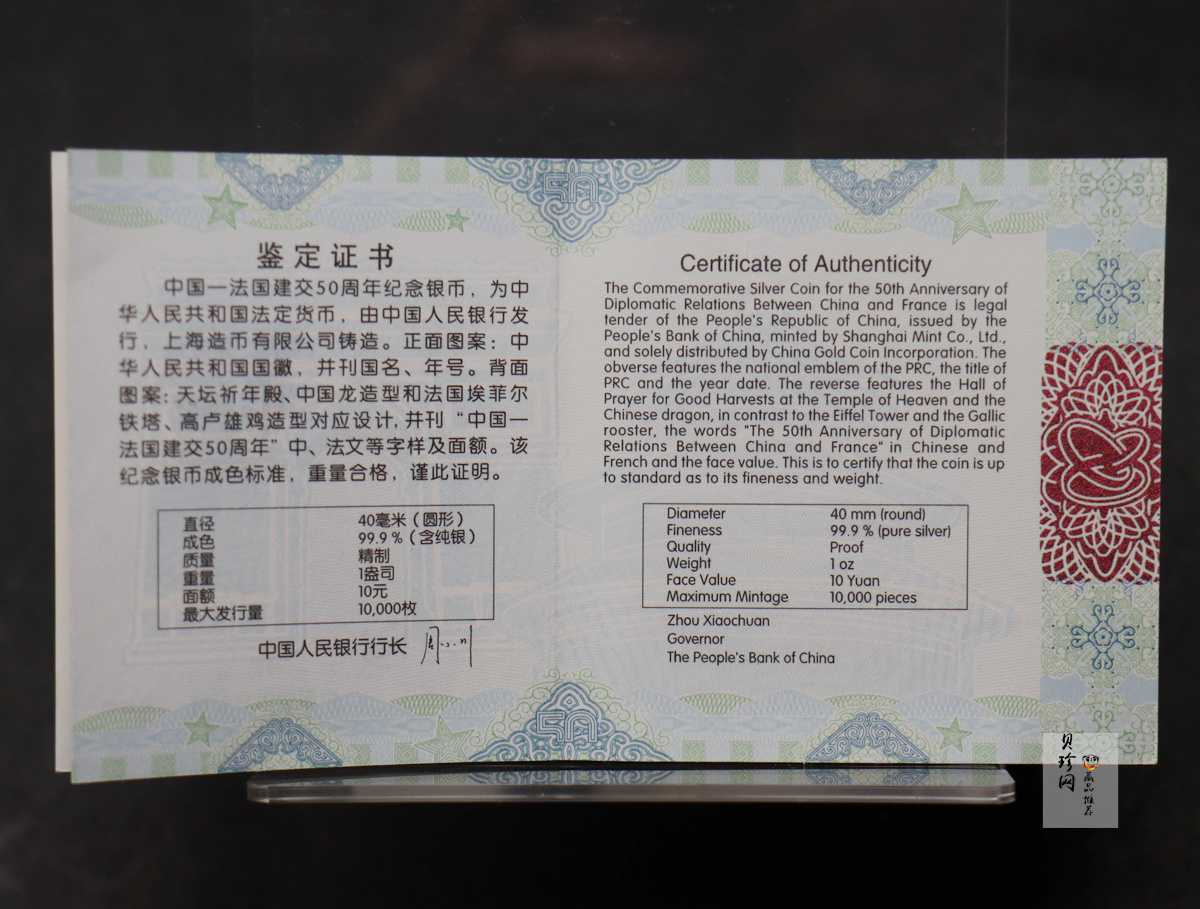 鉴定证书
中国一法国建交50周年纪念银币，为中
华人民共和国法定货币，由中国人民银行发
行，上海造币有限公司铸造。正面图案：中
华人民共和国国徽，并刊国名、年号。背面
图案：天坛祈年殿、中国龙造型和法国埃菲尔
铁塔、高卢雄鸡造型对应设计，并刊“中国一
法国建交50周年”中、法文等字样及面额。该
纪念银币成色标准，重量合格，谨此证明。
直径 40毫米（圆形）
成色 99.9％（含纯银）
质量 精制
重量 1盎司
面额 10元
最大发行量 10,000枚
中国人民银行行长
Certificate of Authenticity
The Commemorative Silver Coin for the 50th Anniversary of
Diplomatic Relations Between China and France is legal
tender of the People's Republic of China, issued by the
People's Bank of China, minted by Shanghai Mint Co., Ltd.,
and solely distributed by China Gold Coin Incorporation. The
obverse features the national emblem of the PRC, the title of
PRC and the year date. The reverse features the Hall of
Prayer for Good Harvests at the Temple of Heaven and the
Chinese dragon, in contrast to the Eiffel Tower and the Gallic
rooster, the words "The 50th Anniversary of Diplomatic
Relations Between China and France" in Chinese and
French and the face value. This is to certify that the coin is up
to standard as to its fineness and weight.
Diameter 40 mm (round)
Fineness 99.9 % (pure silver)
Quality Proof
Weight 1 oz
Face Value 10 Yuan
Maximum Mintage 10,000 pieces
Zhou Xiaochuan
Governor
The People's Bank of China
贝珍网
藏品推荐